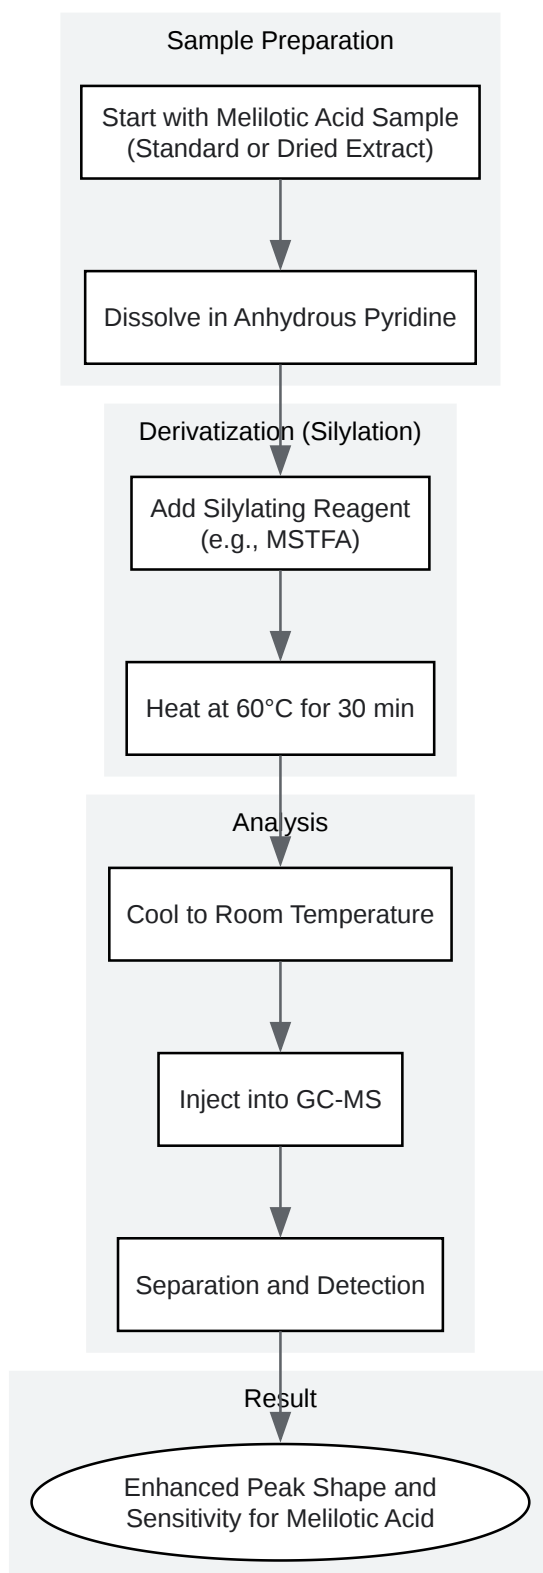 Sample Preparation
Start with Melilotic Acid Sample
(Standard or Dried Extract)
Dissolve in Anhydrous Pyridine
Derivatization (Silylation)
Add Silylating Reagent
(e.g., MSTFA)
Heat at 60°C for 30 min
Analysis
Cool to Room Temperature
Inject into GC-MS
Separation and Detection
Result
Enhanced Peak Shape and
Sensitivity for Melilotic Acid